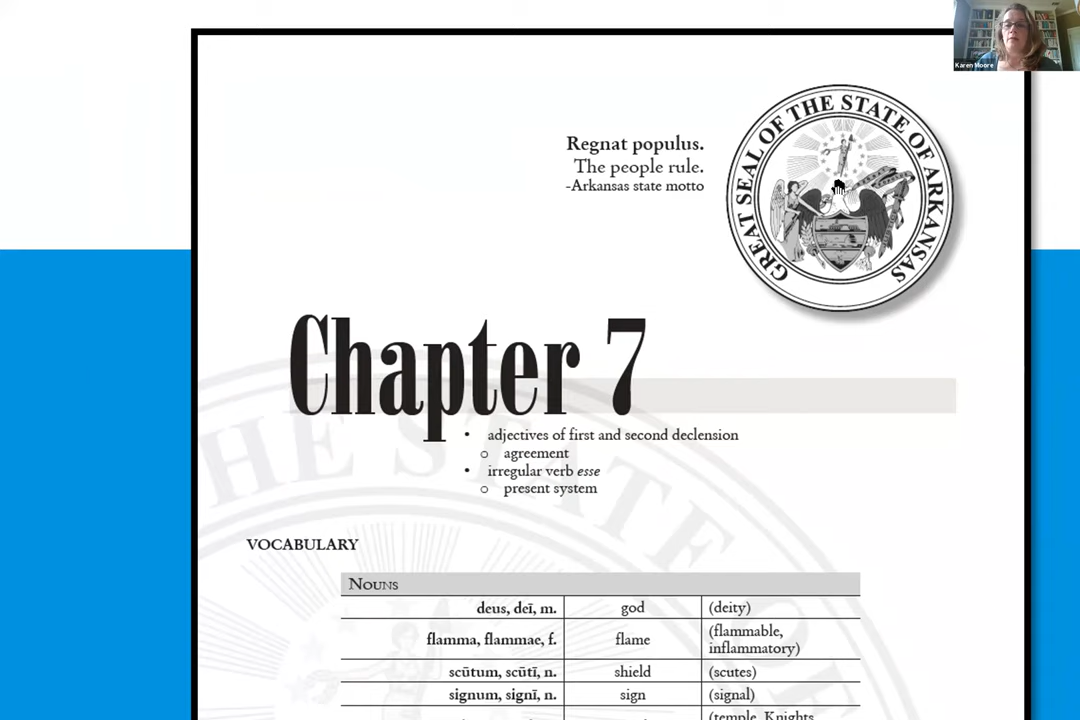 Karen Moore
GREAT SEAL OF THE STATE OF ARKANSAS
Regnat populus.
The people rule.
-Arkansas state motto
Chapter 7
• adjectives of first and second declension
o agreement
• irregular verb esse
o present system
VOCABULARY
NOUNS
deus, deī, m. god (deity)
flamma, flammae, f. flame (flammable,
inflammatory)
scūtum, scūtī, n. shield (scutes)
signum, signī, n. sign (signal)
(temple, Knights